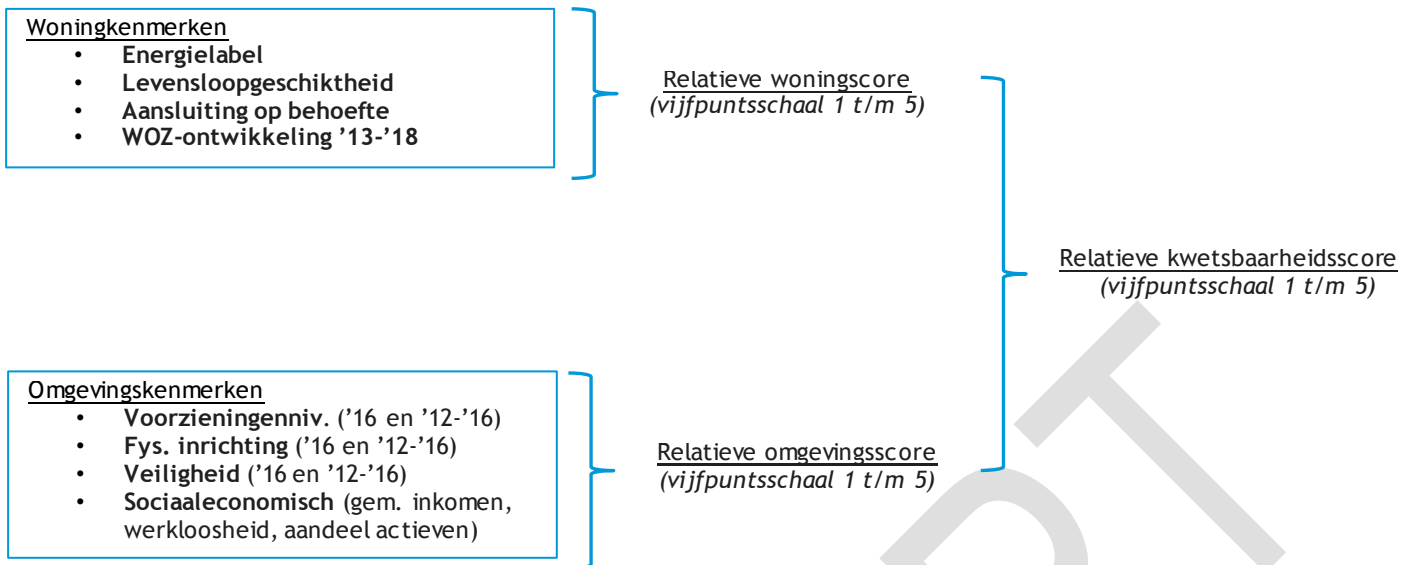 Woningkenmerken
• Energielabel
• Levensloopgeschiktheid
• Aansluiting op behoefte
• WOZ-ontwikkeling ’13-’18
Relatieve woningscore
(vijfpuntsschaal 1 t/m 5)
Relatieve kwetsbaarheidsscore
(vijfpuntsschaal 1 t/m 5)
Omgevingskenmerken
• Voorzieningenniv. (’16 en ’12-’16)
• Fys. inrichting (’16 en ’12-’16)
• Veiligheid (’16 en ’12-’16)
• Sociaaleconomisch (gem. inkomen,
werkloosheid, aandeel actieven)
Relatieve omgevingsscore
(vijfpuntsschaal 1 t/m 5)
PT